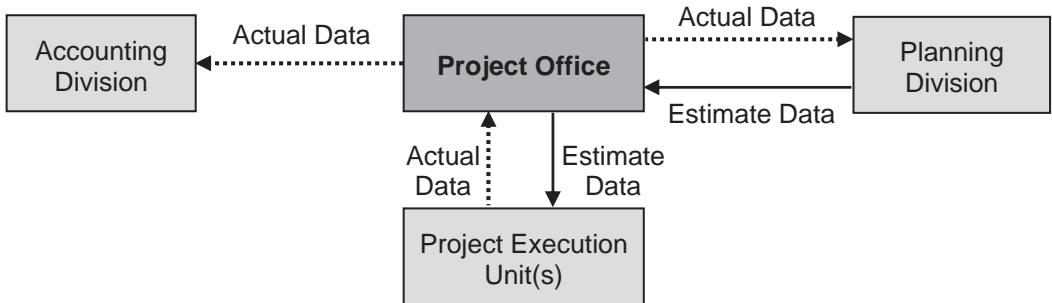 Accounting
Division
Actual Data
Project Office
Actual Data
Estimate Data
Planning
Division
Actual
Data
Estimate
Data
Project Execution
Unit(s)